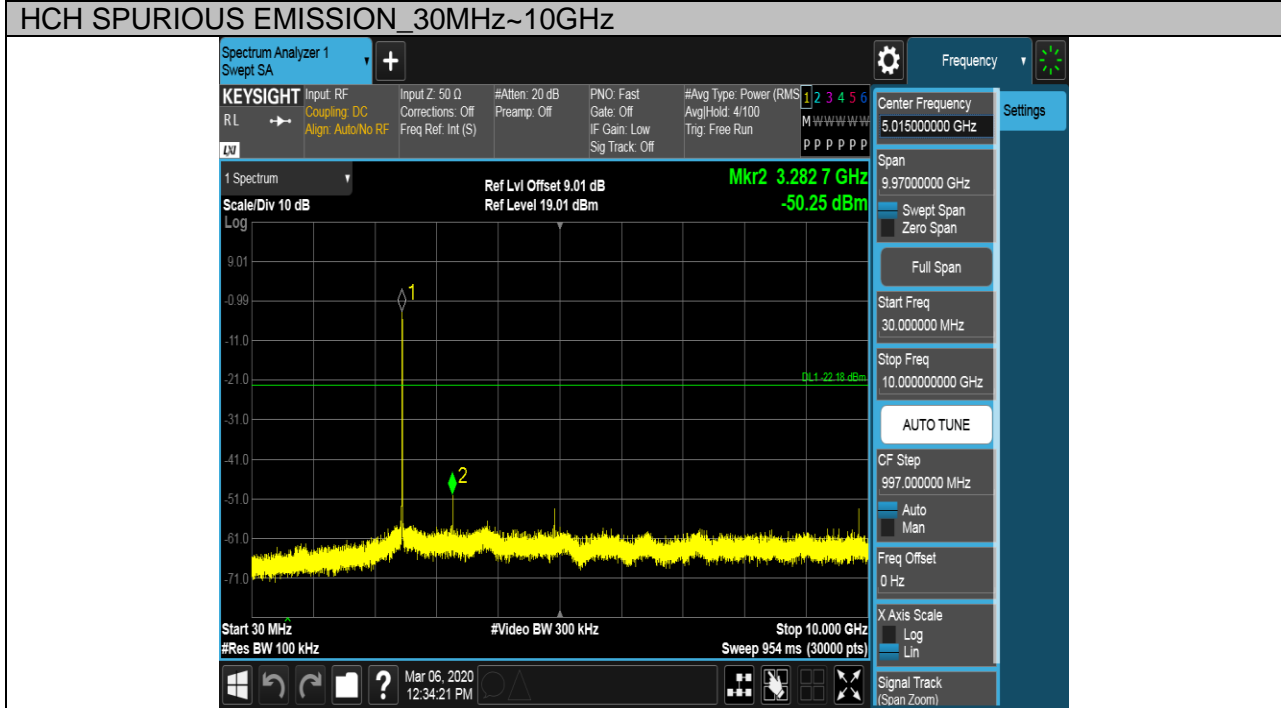 HCH SPURIOUS EMISSION_30MHz~10GHz
Spectrum Analyzer 1
Swept SA
Frequency
KEYSIGHT
RL
LXI
Input: RF
Coupling: DC
Align: Auto/No RF
Input Z: 50 Ω
Corrections: Off
Freq Ref: Int (S)
#Atten: 20 dB
Preamp: Off
PNO: Fast
Gate: Off
IF Gain: Low
Sig Track: Off
#Avg Type: Power (RMS
Avg|Hold: 4/100
Trig: Free Run
1 2 3 4 5 6
M W W W W W
P P P P P P
1 Spectrum
Scale/Div 10 dB
Log
Ref Lvl Offset 9.01 dB
Ref Level 19.01 dBm
Mkr2 3.282 7 GHz
-50.25 dBm
9.01
-0.99
-11.0
-21.0
-31.0
-41.0
-51.0
-61.0
-71.0
1
2
DL1 -22.18 dBm
Start 30 MHz
#Res BW 100 kHz
#Video BW 300 kHz
Stop 10.000 GHz
Sweep 954 ms (30000 pts)
Center Frequency
5.015000000 GHz
Settings
Span
9.97000000 GHz
Swept Span
Zero Span
Full Span
Start Freq
30.000000 MHz
Stop Freq
10.000000000 GHz
AUTO TUNE
CF Step
997.000000 MHz
Auto
Man
Freq Offset
0 Hz
X Axis Scale
Log
Lin
Signal Track
(Span Zoom)
?
Mar 06, 2020
12:34:21 PM